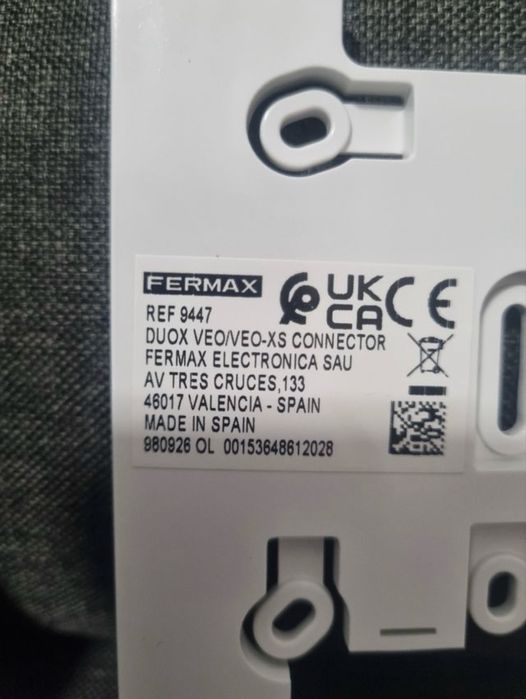 FERMAX
UK CA CE
REF 9447
DUOX VEO/VEO-XS CONNECTOR
FERMAX ELECTRONICA SAU
AV TRES CRUCES,133
46017 VALENCIA - SPAIN
MADE IN SPAIN
980926 OL 00153648612028